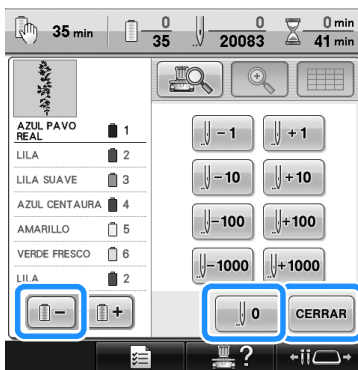 35 min
0
35
0
20083
0 min
41 min
AZUL PAVO
REAL
1
LILA
2
LILA SUAVE
3
AZUL CENTAURA
4
AMARILLO
5
VERDE FRESCO
6
LILA
2
-1
+1
-10
+10
-100
+100
-1000
+1000
-
+
0
CERRAR
?